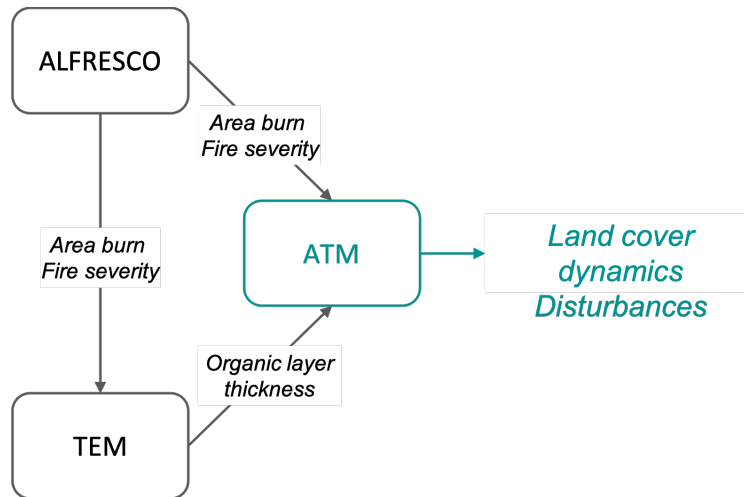 ALFRESCO
Area burn
Fire severity
Area burn
Fire severity
ATM
Land cover
dynamics
Disturbances
Organic layer
thickness
TEM